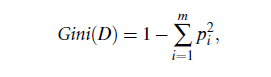 Gini(D) = 1 − ∑_{i=1}^{m} p_i^2,